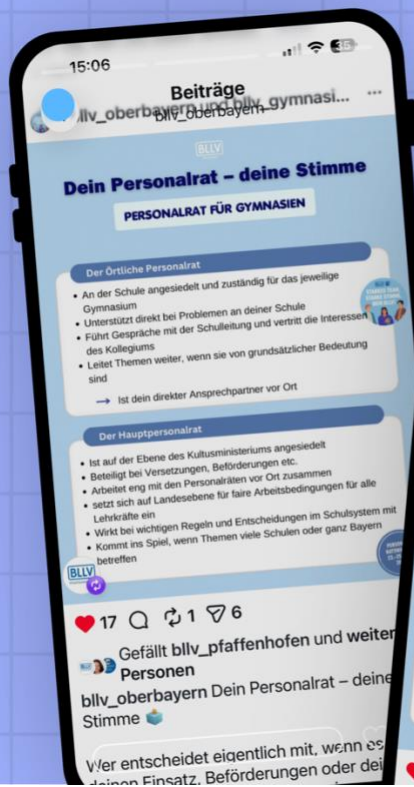 15:06
35
Beiträge
bllv_oberbayern
llv_oberbayern und bllv_gymnasi...
BLLV
Dein Personalrat – deine Stimme
PERSONALRAT FÜR GYMNASIEN
Der Örtliche Personalrat
• An der Schule angesiedelt und zuständig für das jeweilige
Gymnasium
• Unterstützt direkt bei Problemen an deiner Schule
• Führt Gespräche mit der Schulleitung und vertritt die Interessen
des Kollegiums
• Leitet Themen weiter, wenn sie von grundsätzlicher Bedeutung
sind
→ Ist dein direkter Ansprechpartner vor Ort
Der Hauptpersonalrat
• Ist auf der Ebene des Kultusministeriums angesiedelt
• Beteiligt bei Versetzungen, Beförderungen etc.
• Arbeitet eng mit den Personalräten vor Ort zusammen
• setzt sich auf Landesebene für faire Arbeitsbedingungen für alle
Lehrkräfte ein
• Wirkt bei wichtigen Regeln und Entscheidungen im Schulsystem mit
• Kommt ins Spiel, wenn Themen viele Schulen oder ganz Bayern
betreffen
BLLV
17 1 6
Gefällt bllv_pfaffenhofen und weiter
Personen
bllv_oberbayern Dein Personalrat – deine
Stimme 🗳️
Wer entscheidet eigentlich mit, wenn es
deinen Einsatz, Beförderungen oder dei